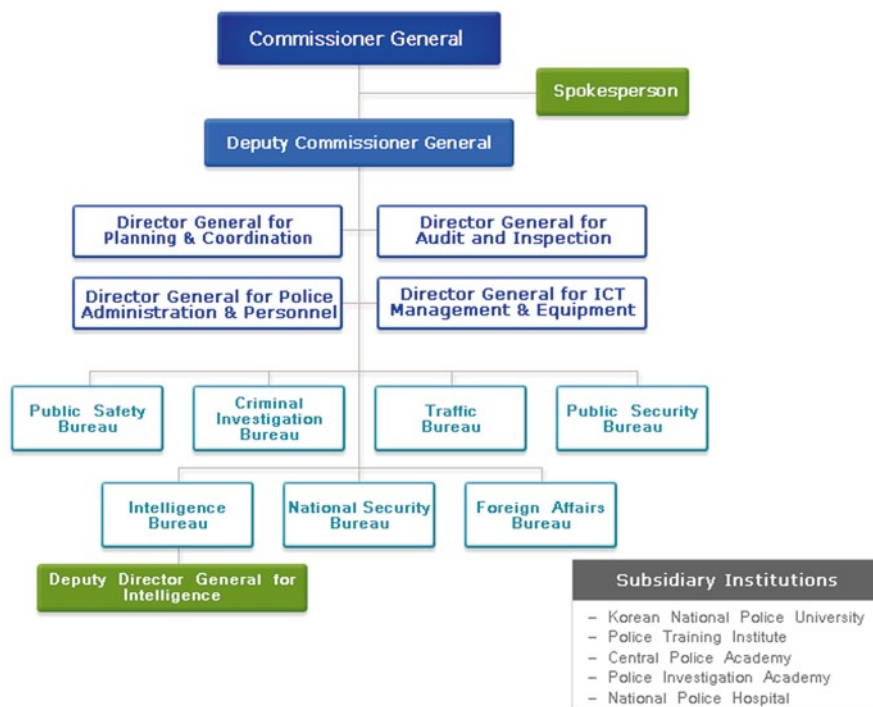 Commissioner General
Spokesperson
Deputy Commissioner General
Director General for
Planning & Coordination
Director General for
Audit and Inspection
Director General for Police
Administration & Personnel
Director General for ICT
Management & Equipment
Public Safety
Bureau
Criminal
Investigation
Bureau
Traffic
Bureau
Public Security
Bureau
Intelligence
Bureau
National Security
Bureau
Foreign Affairs
Bureau
Deputy Director General for
Intelligence
Subsidiary Institutions
– Korean National Police University
– Police Training Institute
– Central Police Academy
– Police Investigation Academy
– National Police Hospital